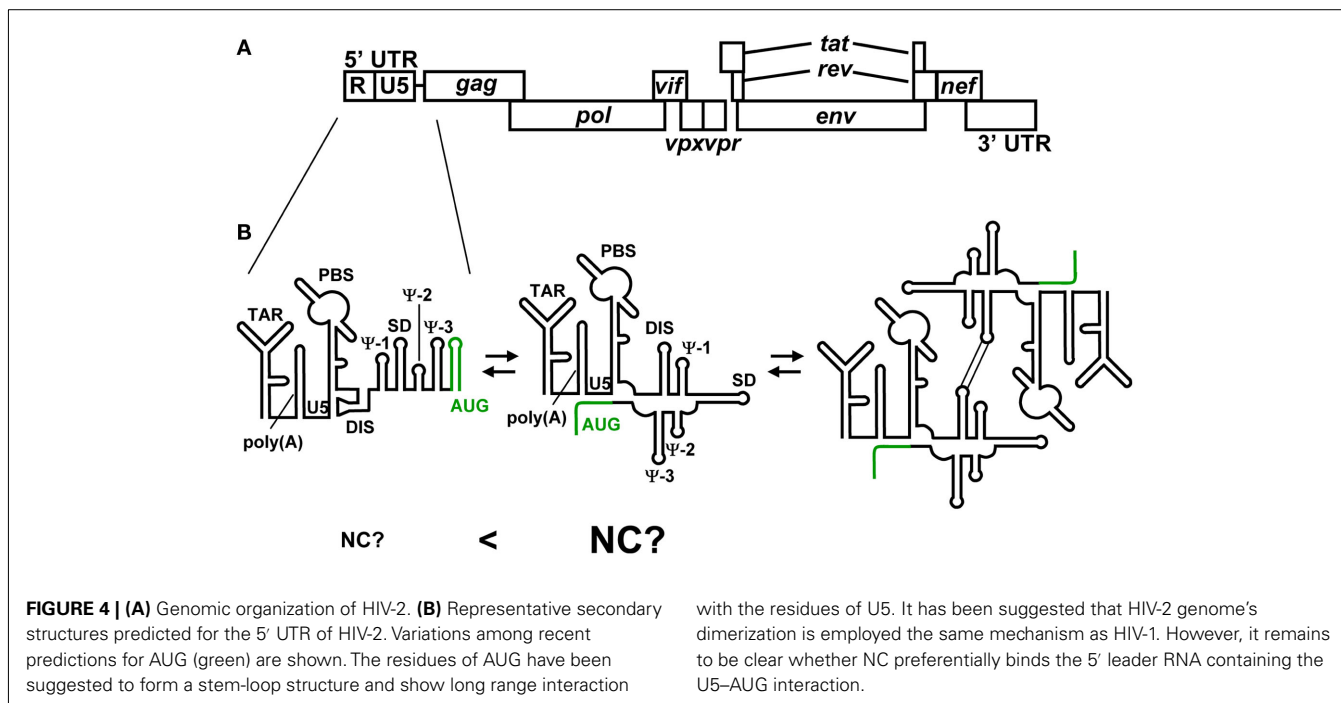 A
5' UTR
R U5 gag
pol
vif
vpxvpr
tat
rev
env
nef
3' UTR
B
TAR
PBS
poly(A)
U5
DIS
Ψ-1
SD
Ψ-2
Ψ-3
AUG
TAR
PBS
poly(A)
U5
AUG
DIS
Ψ-1
SD
Ψ-2
Ψ-3
NC? < NC?
FIGURE 4 | (A) Genomic organization of HIV-2. (B) Representative secondary
structures predicted for the 5′ UTR of HIV-2. Variations among recent
predictions for AUG (green) are shown. The residues of AUG have been
suggested to form a stem-loop structure and show long range interaction
with the residues of U5. It has been suggested that HIV-2 genome's
dimerization is employed the same mechanism as HIV-1. However, it remains
to be clear whether NC preferentially binds the 5′ leader RNA containing the
U5–AUG interaction.